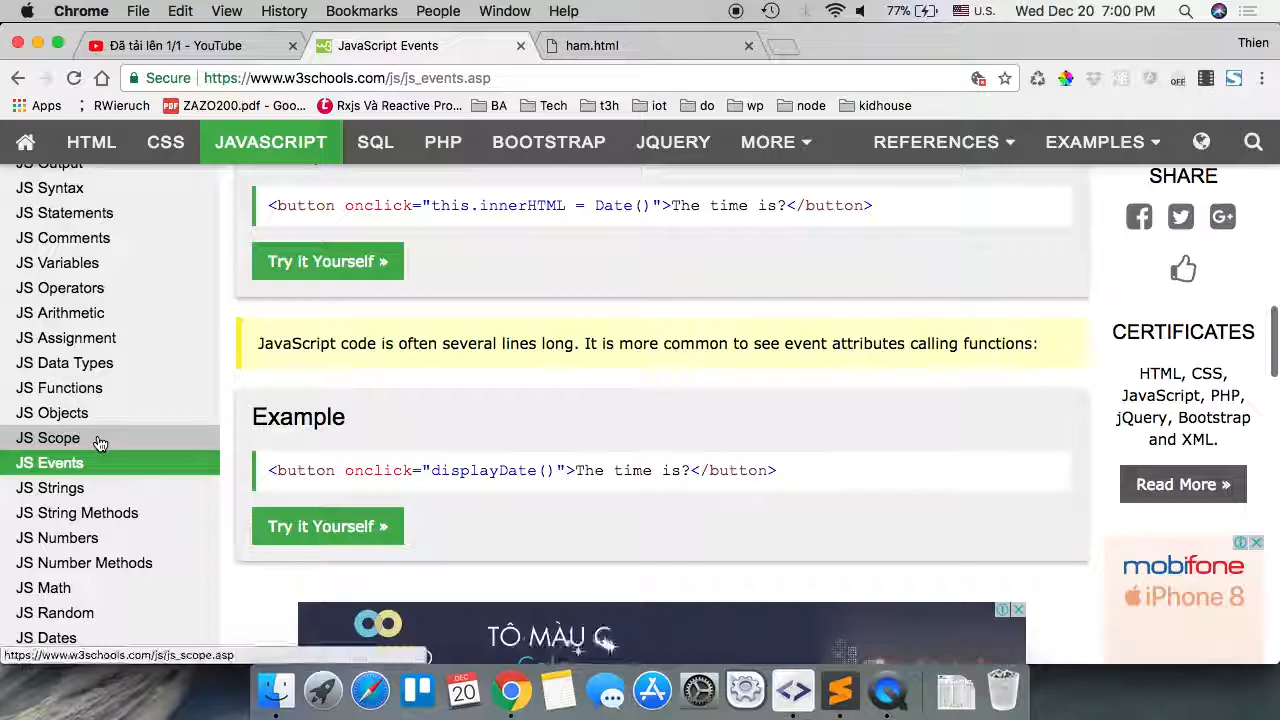 Chrome File Edit View History Bookmarks People Window Help 77% U.S. Wed Dec 20 7:00 PM
Đã tải lên 1/1 - YouTube JavaScript Events ham.html Thien
Secure https://www.w3schools.com/js/js_events.asp OFF
Apps RWieruch PDF ZAZO200.pdf - Goo... Rxjs Và Reactive Pro... BA Tech t3h iot do wp node kidhouse
HTML CSS JAVASCRIPT SQL PHP BOOTSTRAP JQUERY MORE REFERENCES EXAMPLES
JS Output
JS Syntax
JS Statements
JS Comments
JS Variables
JS Operators
JS Arithmetic
JS Assignment
JS Data Types
JS Functions
JS Objects
JS Scope
JS Events
JS Strings
JS String Methods
JS Numbers
JS Number Methods
JS Math
JS Random
JS Dates
https://www.w3schools.com/js/js_scope.asp
<button onclick="this.innerHTML = Date()">The time is?</button>
Try it Yourself »
JavaScript code is often several lines long. It is more common to see event attributes calling functions:
Example
<button onclick="displayDate()">The time is?</button>
Try it Yourself »
TÔ MÀU C
SHARE
CERTIFICATES
HTML, CSS,
JavaScript, PHP,
jQuery, Bootstrap
and XML.
Read More »
mobifone
iPhone 8
DEC
20